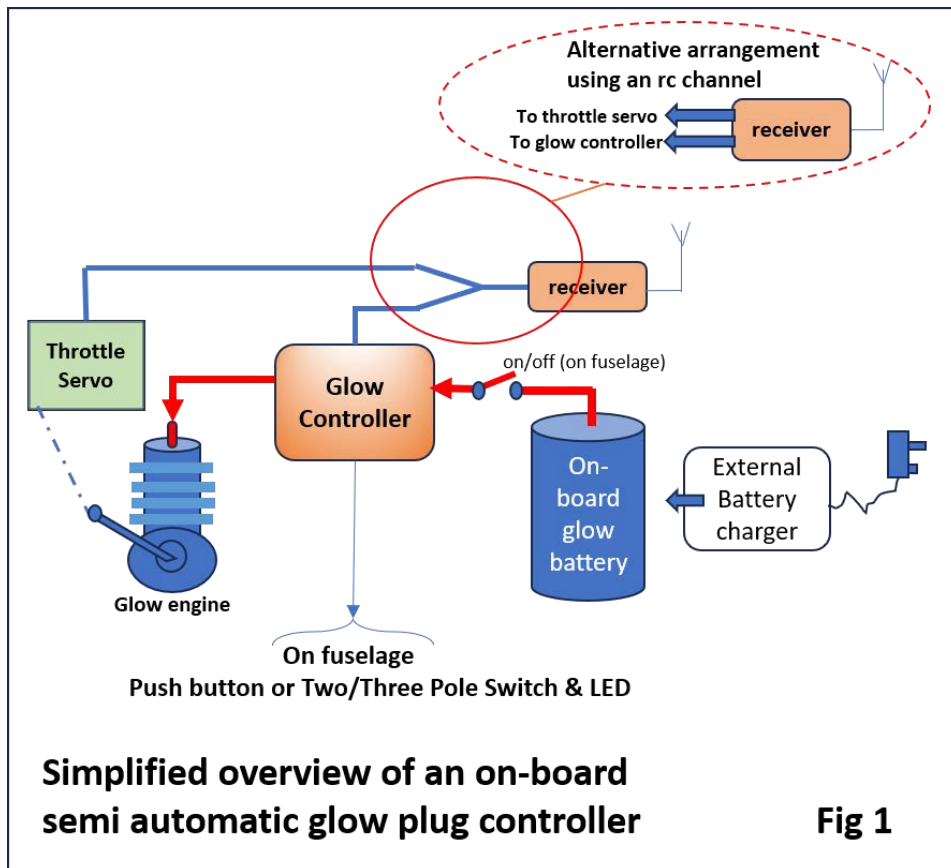 Alternative arrangement
using an rc channel
To throttle servo
To glow controller
receiver
receiver
Throttle
Servo
Glow
Controller
on/off (on fuselage)
On-
board
glow
battery
External
Battery
charger
Glow engine
On fuselage
Push button or Two/Three Pole Switch & LED
Simplified overview of an on-board
semi automatic glow plug controller
Fig 1